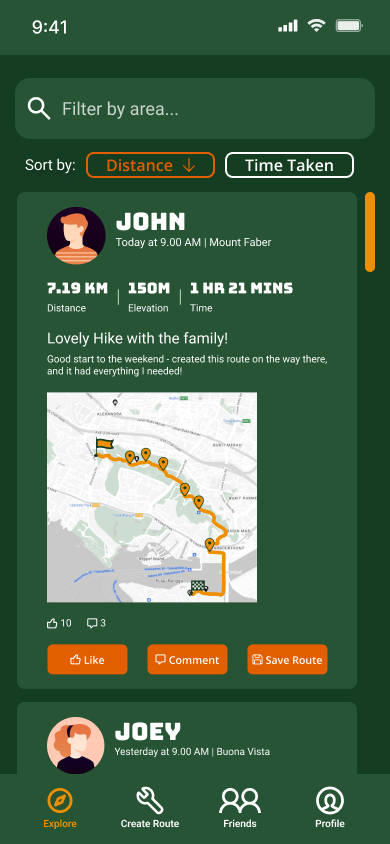 9:41
Filter by area...
Sort by:
Distance ↓
Time Taken
JOHN
Today at 9.00 AM | Mount Faber
7.19 KM
150M
1 HR 21 MINS
Distance
Elevation
Time
Lovely Hike with the family!
Good start to the weekend - created this route on the way there,
and it had everything I needed!
ALEXANDRA
BUKIT MERAH
Keppel Island
10
3
Like
Comment
Save Route
JOEY
Yesterday at 9.00 AM | Buona Vista
Explore
Create Route
Friends
Profile